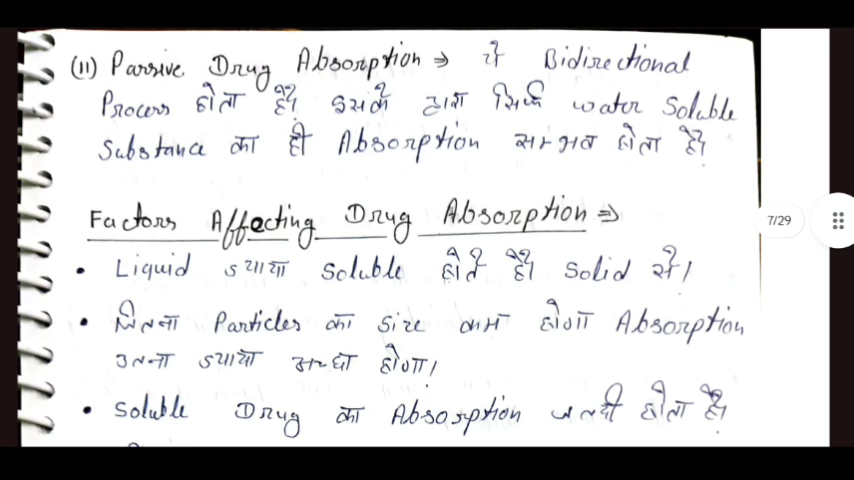 (11) Passive Drug Absorption ⇒ ये Bidirectional
Process होता है। इसके द्वारा सिर्फ water Soluble
Substance का ही Absorption सम्भव होता है।
Factors Affecting Drug Absorption ⇒
7/29
• Liquid ज्यादा Soluble होते है। Solid से।
• जितना Particles का Size कम होगा Absorption
उतना ज्यादा अच्छा होगा।
• Soluble Drug का Absorption जल्दी होता है।